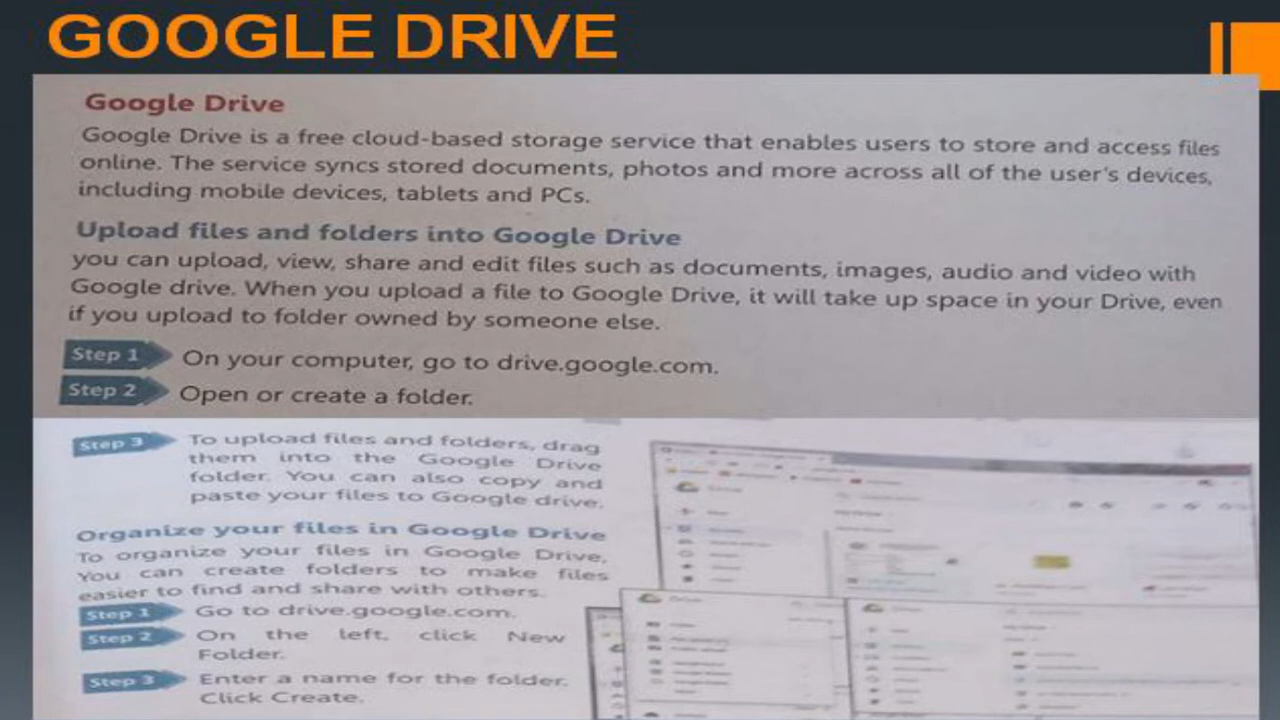 GOOGLE DRIVE
Google Drive
Google Drive is a free cloud-based storage service that enables users to store and access files
online. The service syncs stored documents, photos and more across all of the user's devices,
including mobile devices, tablets and PCs.
Upload files and folders into Google Drive
you can upload, view, share and edit files such as documents, images, audio and video with
Google drive. When you upload a file to Google Drive, it will take up space in your Drive, even
if you upload to folder owned by someone else.
Step 1 On your computer, go to drive.google.com.
Step 2 Open or create a folder.
Step 3 To upload files and folders, drag
them into the Google Drive
folder. You can also copy and
paste your files to Google drive.
Organize your files in Google Drive
To organize your files in Google Drive,
You can create folders to make files
easier to find and share with others.
Step 1 Go to drive.google.com.
Step 2 On the left, click New
Folder.
Step 3 Enter a name for the folder.
Click Create.